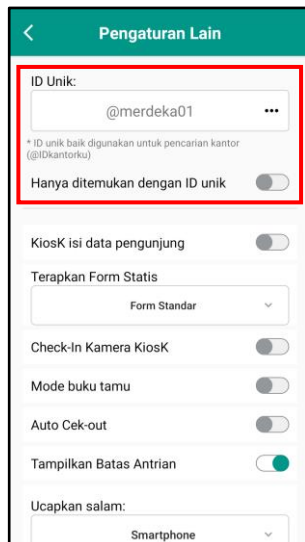 Pengaturan Lain
ID Unik:
@merdeka01
* ID unik baik digunakan untuk pencarian kantor
(@IDkantorku)
Hanya ditemukan dengan ID unik
KiosK isi data pengunjung
Terapkan Form Statis
Form Standar
Check-In Kamera KiosK
Mode buku tamu
Auto Cek-out
Tampilkan Batas Antrian
Ucapkan salam:
Smartphone